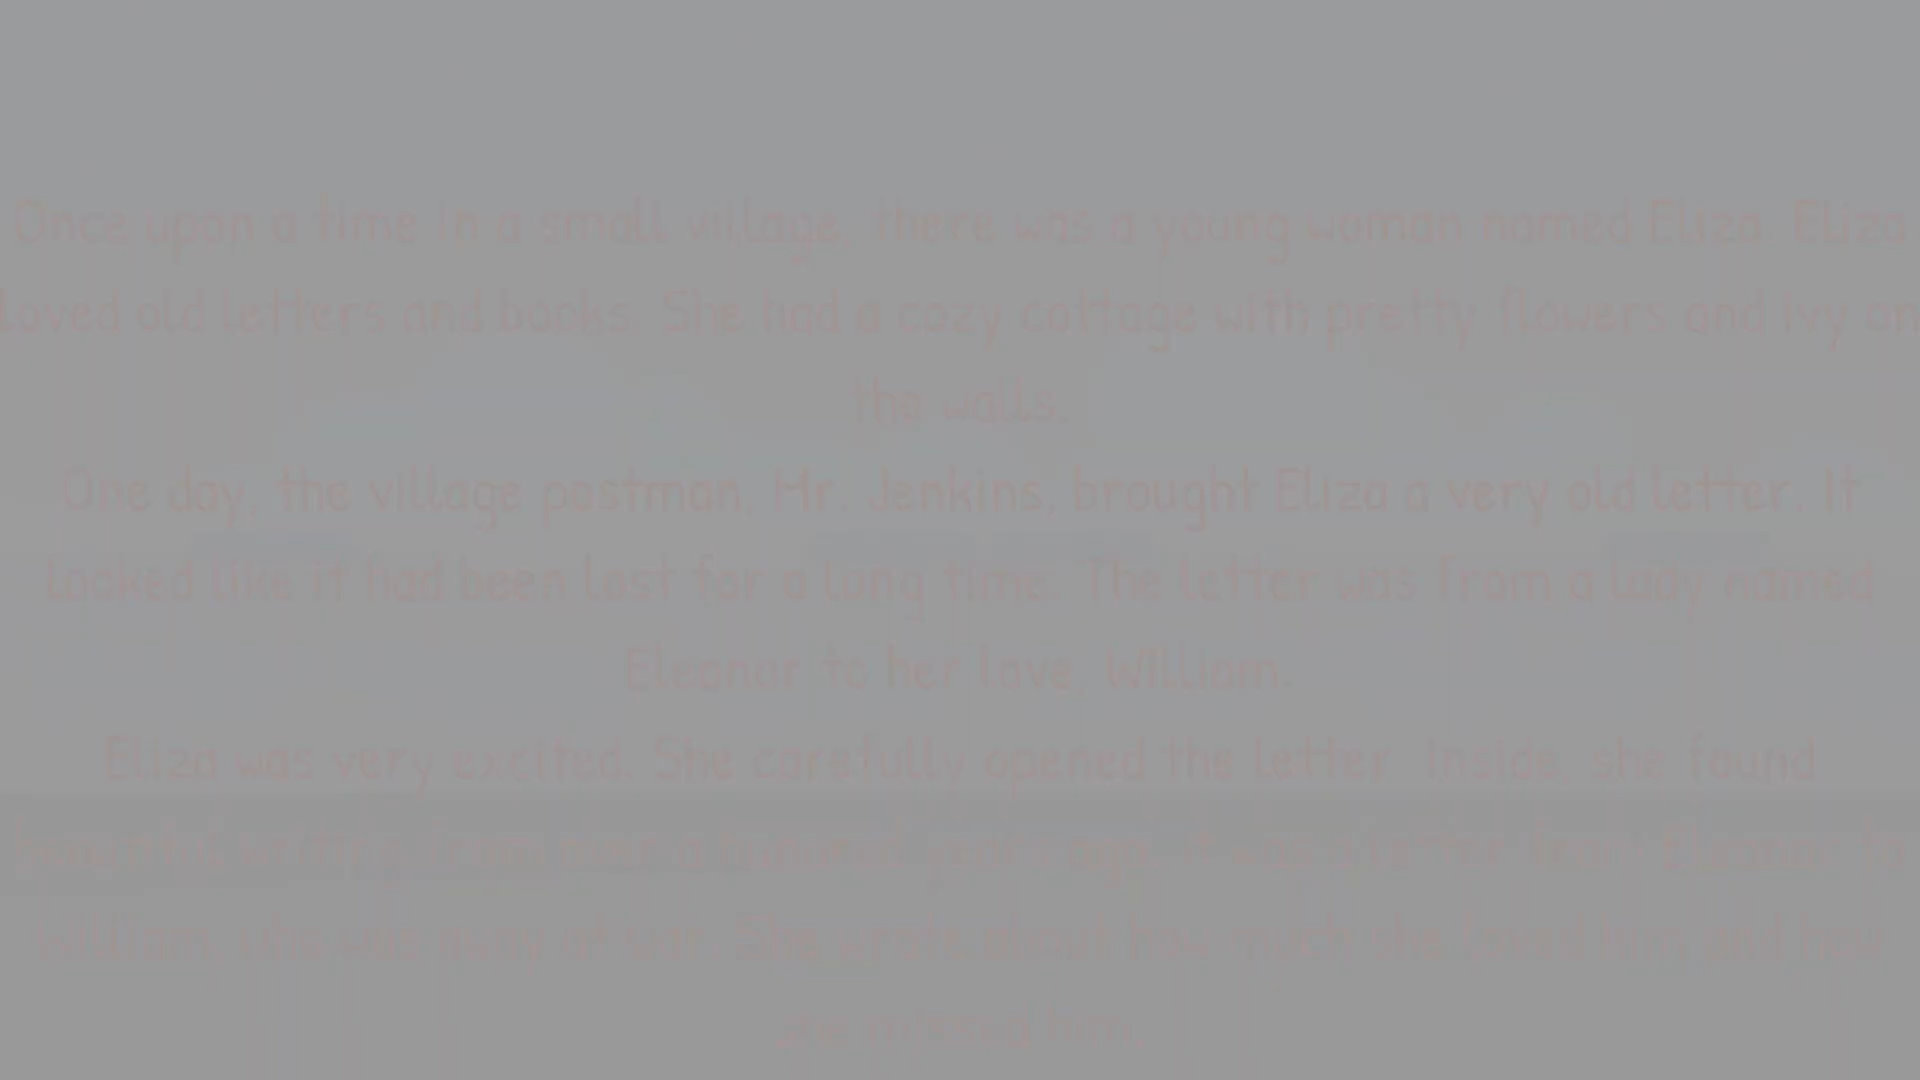 Once upon a time in a small village, there was a young woman named Eliza. Eliza
loved old letters and books. She had a cozy cottage with pretty flowers and ivy on
the walls.
One day, the village postman, Mr. Jenkins, brought Eliza a very old letter. It
looked like it had been lost for a long time. The letter was from a lady named
Eleanor to her love, William.
Eliza was very excited. She carefully opened the letter. Inside, she found
beautiful writing from over a hundred years ago. It was a letter from Eleanor to
William, who was away at war. She wrote about how much she loved him and how
she missed him.